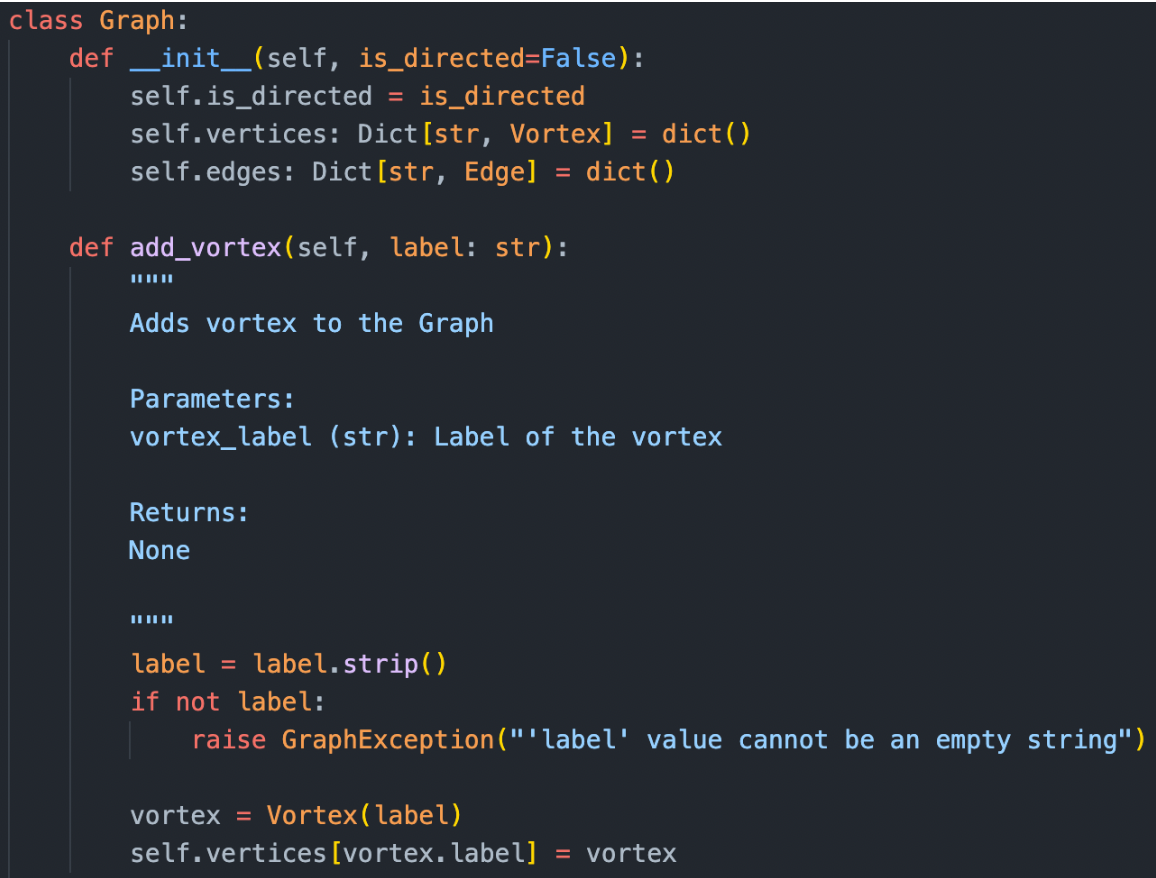 class Graph:
    def __init__(self, is_directed=False):
        self.is_directed = is_directed
        self.vertices: Dict[str, Vortex] = dict()
        self.edges: Dict[str, Edge] = dict()

    def add_vortex(self, label: str):
        """
        Adds vortex to the Graph

        Parameters:
        vortex_label (str): Label of the vortex

        Returns:
        None

        """
        label = label.strip()
        if not label:
            raise GraphException("'label' value cannot be an empty string")

        vortex = Vortex(label)
        self.vertices[vortex.label] = vortex